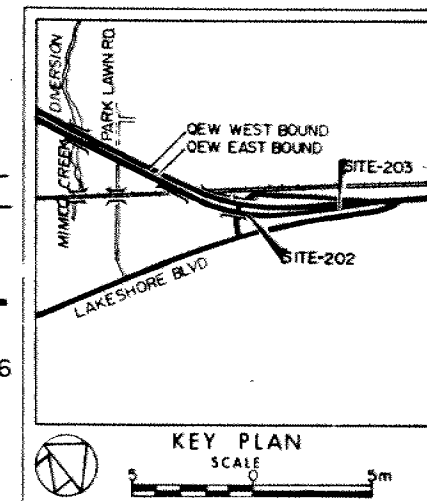 DIVERSION
MIMICO CREEK
PARK LAWN RD.
QEW WEST BOUND
QEW EAST BOUND
SITE-203
SITE-202
LAKESHORE BLVD
6
KEY PLAN
SCALE
5 0 5m